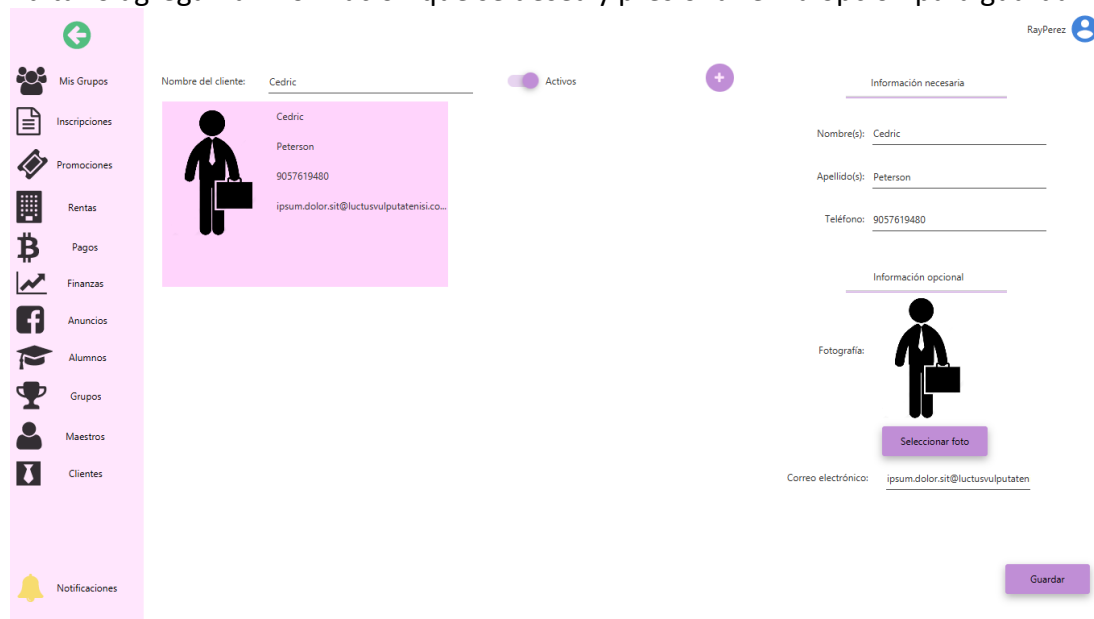 RayPerez
Mis Grupos
Inscripciones
Promociones
Rentas
Pagos
Finanzas
Anuncios
Alumnos
Grupos
Maestros
Clientes
Notificaciones
Nombre del cliente: Cedric
Activos
Cedric
Peterson
9057619480
ipsum.dolor.sit@luctusvulputatenisi.co...
Información necesaria
Nombre(s): Cedric
Apellido(s): Peterson
Teléfono: 9057619480
Información opcional
Fotografía:
Seleccionar foto
Correo electrónico: ipsum.dolor.sit@luctusvulputaten
Guardar